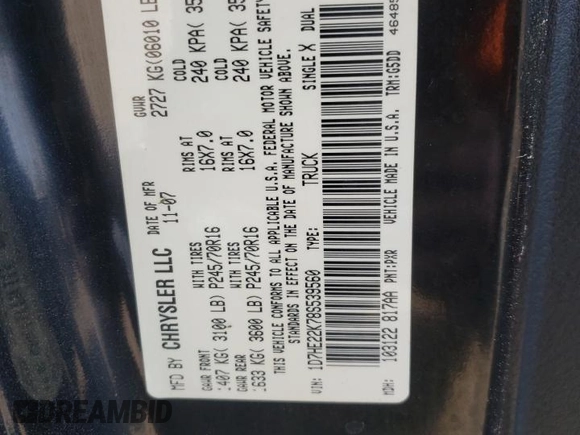 MFD BY CHRYSLER LLC
DATE OF MFR 11-07
GVWR 2727 KG(06010 LB
GAWR FRONT WITH TIRES RIMS AT COLD
1407 KG( 3100 LB) P245/70R16 16X7.0 240 KPA( 35
GAWR REAR WITH TIRES RIMS AT COLD
1633 KG( 3600 LB) P245/70R16 16X7.0 240 KPA( 35
THIS VEHICLE CONFORMS TO ALL APPLICABLE U.S.A. FEDERAL MOTOR VEHICLE SAFETY
STANDARDS IN EFFECT ON THE DATE OF MANUFACTURE SHOWN ABOVE.
VIN: 1D7HE22K78S539560 TYPE: TRUCK SINGLE X DUAL
MDH: 103122 817AA PNT:PXR VEHICLE MADE IN U.S.A. TRM:G5DD 46485
DREAMBID